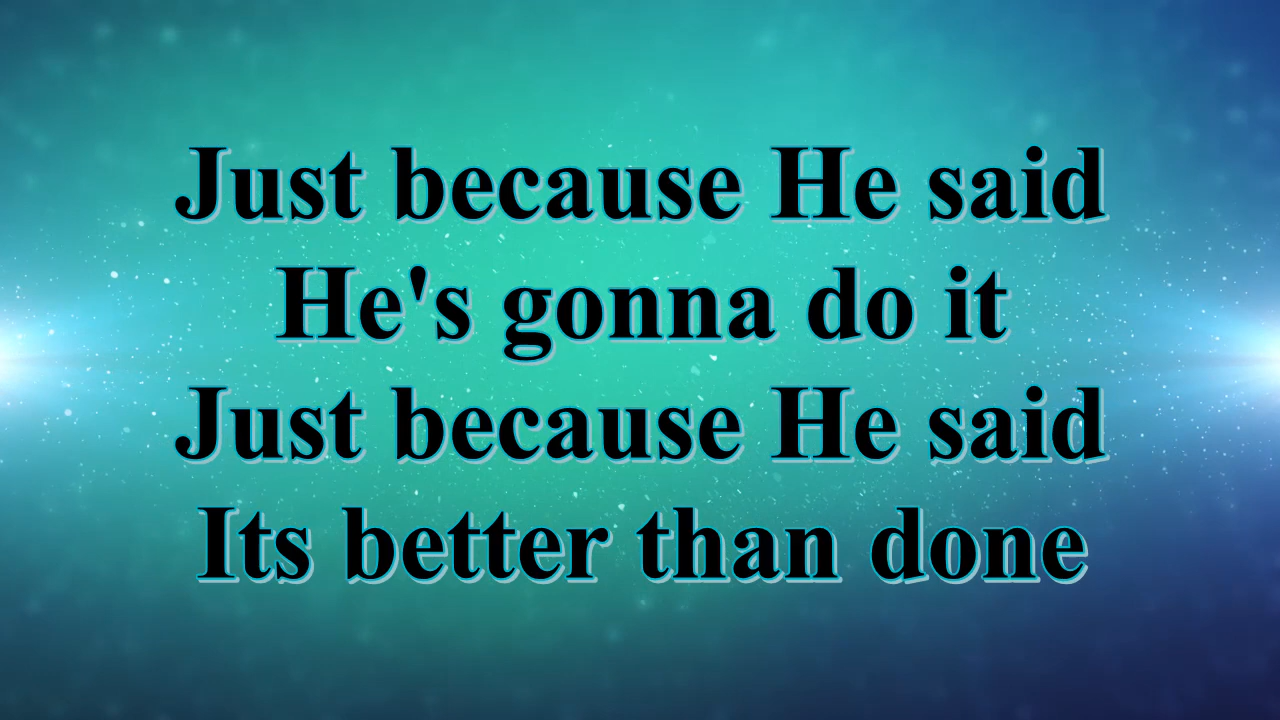 Just because He said
He's gonna do it
Just because He said
Its better than done